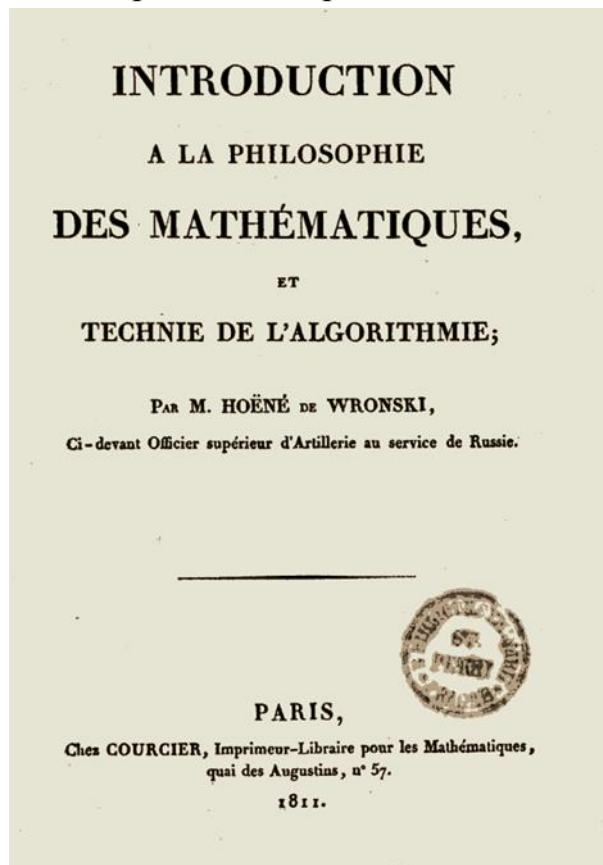 INTRODUCTION
A LA PHILOSOPHIE
DES MATHÉMATIQUES,
ET
TECHNIE DE L'ALGORITHMIE;
PAR M. HOËNÉ DE WRONSKI,
Ci-devant Officier supérieur d'Artillerie au service de Russie.
PARIS,
Chez COURCIER, Imprimeur-Libraire pour les Mathématiques,
quai des Augustins, n° 57.
1811.